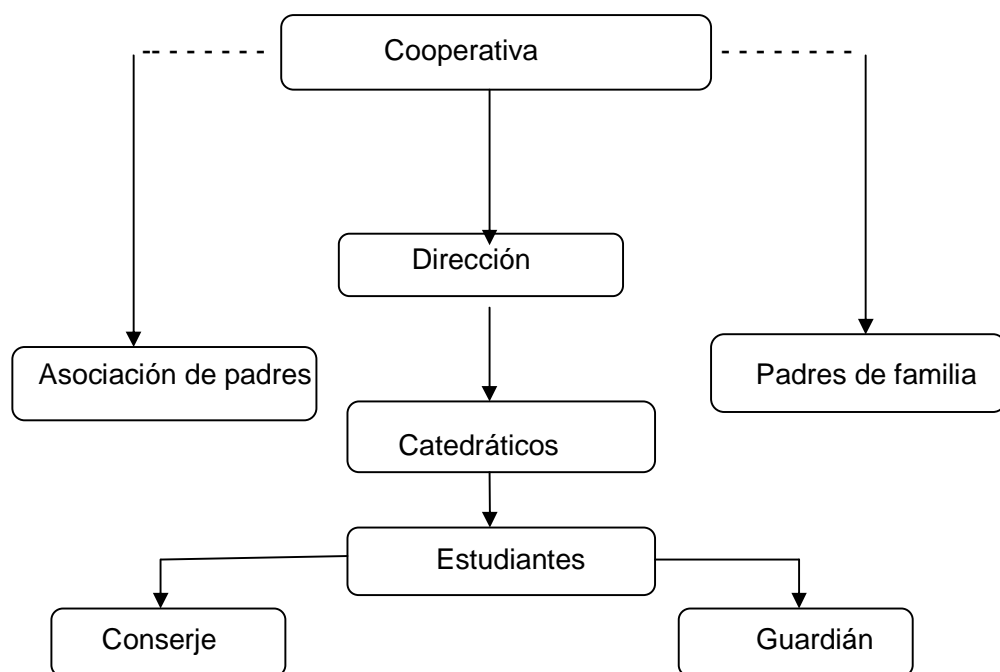 Cooperativa
Dirección
Asociación de padres
Padres de familia
Catedráticos
Estudiantes
Conserje
Guardián